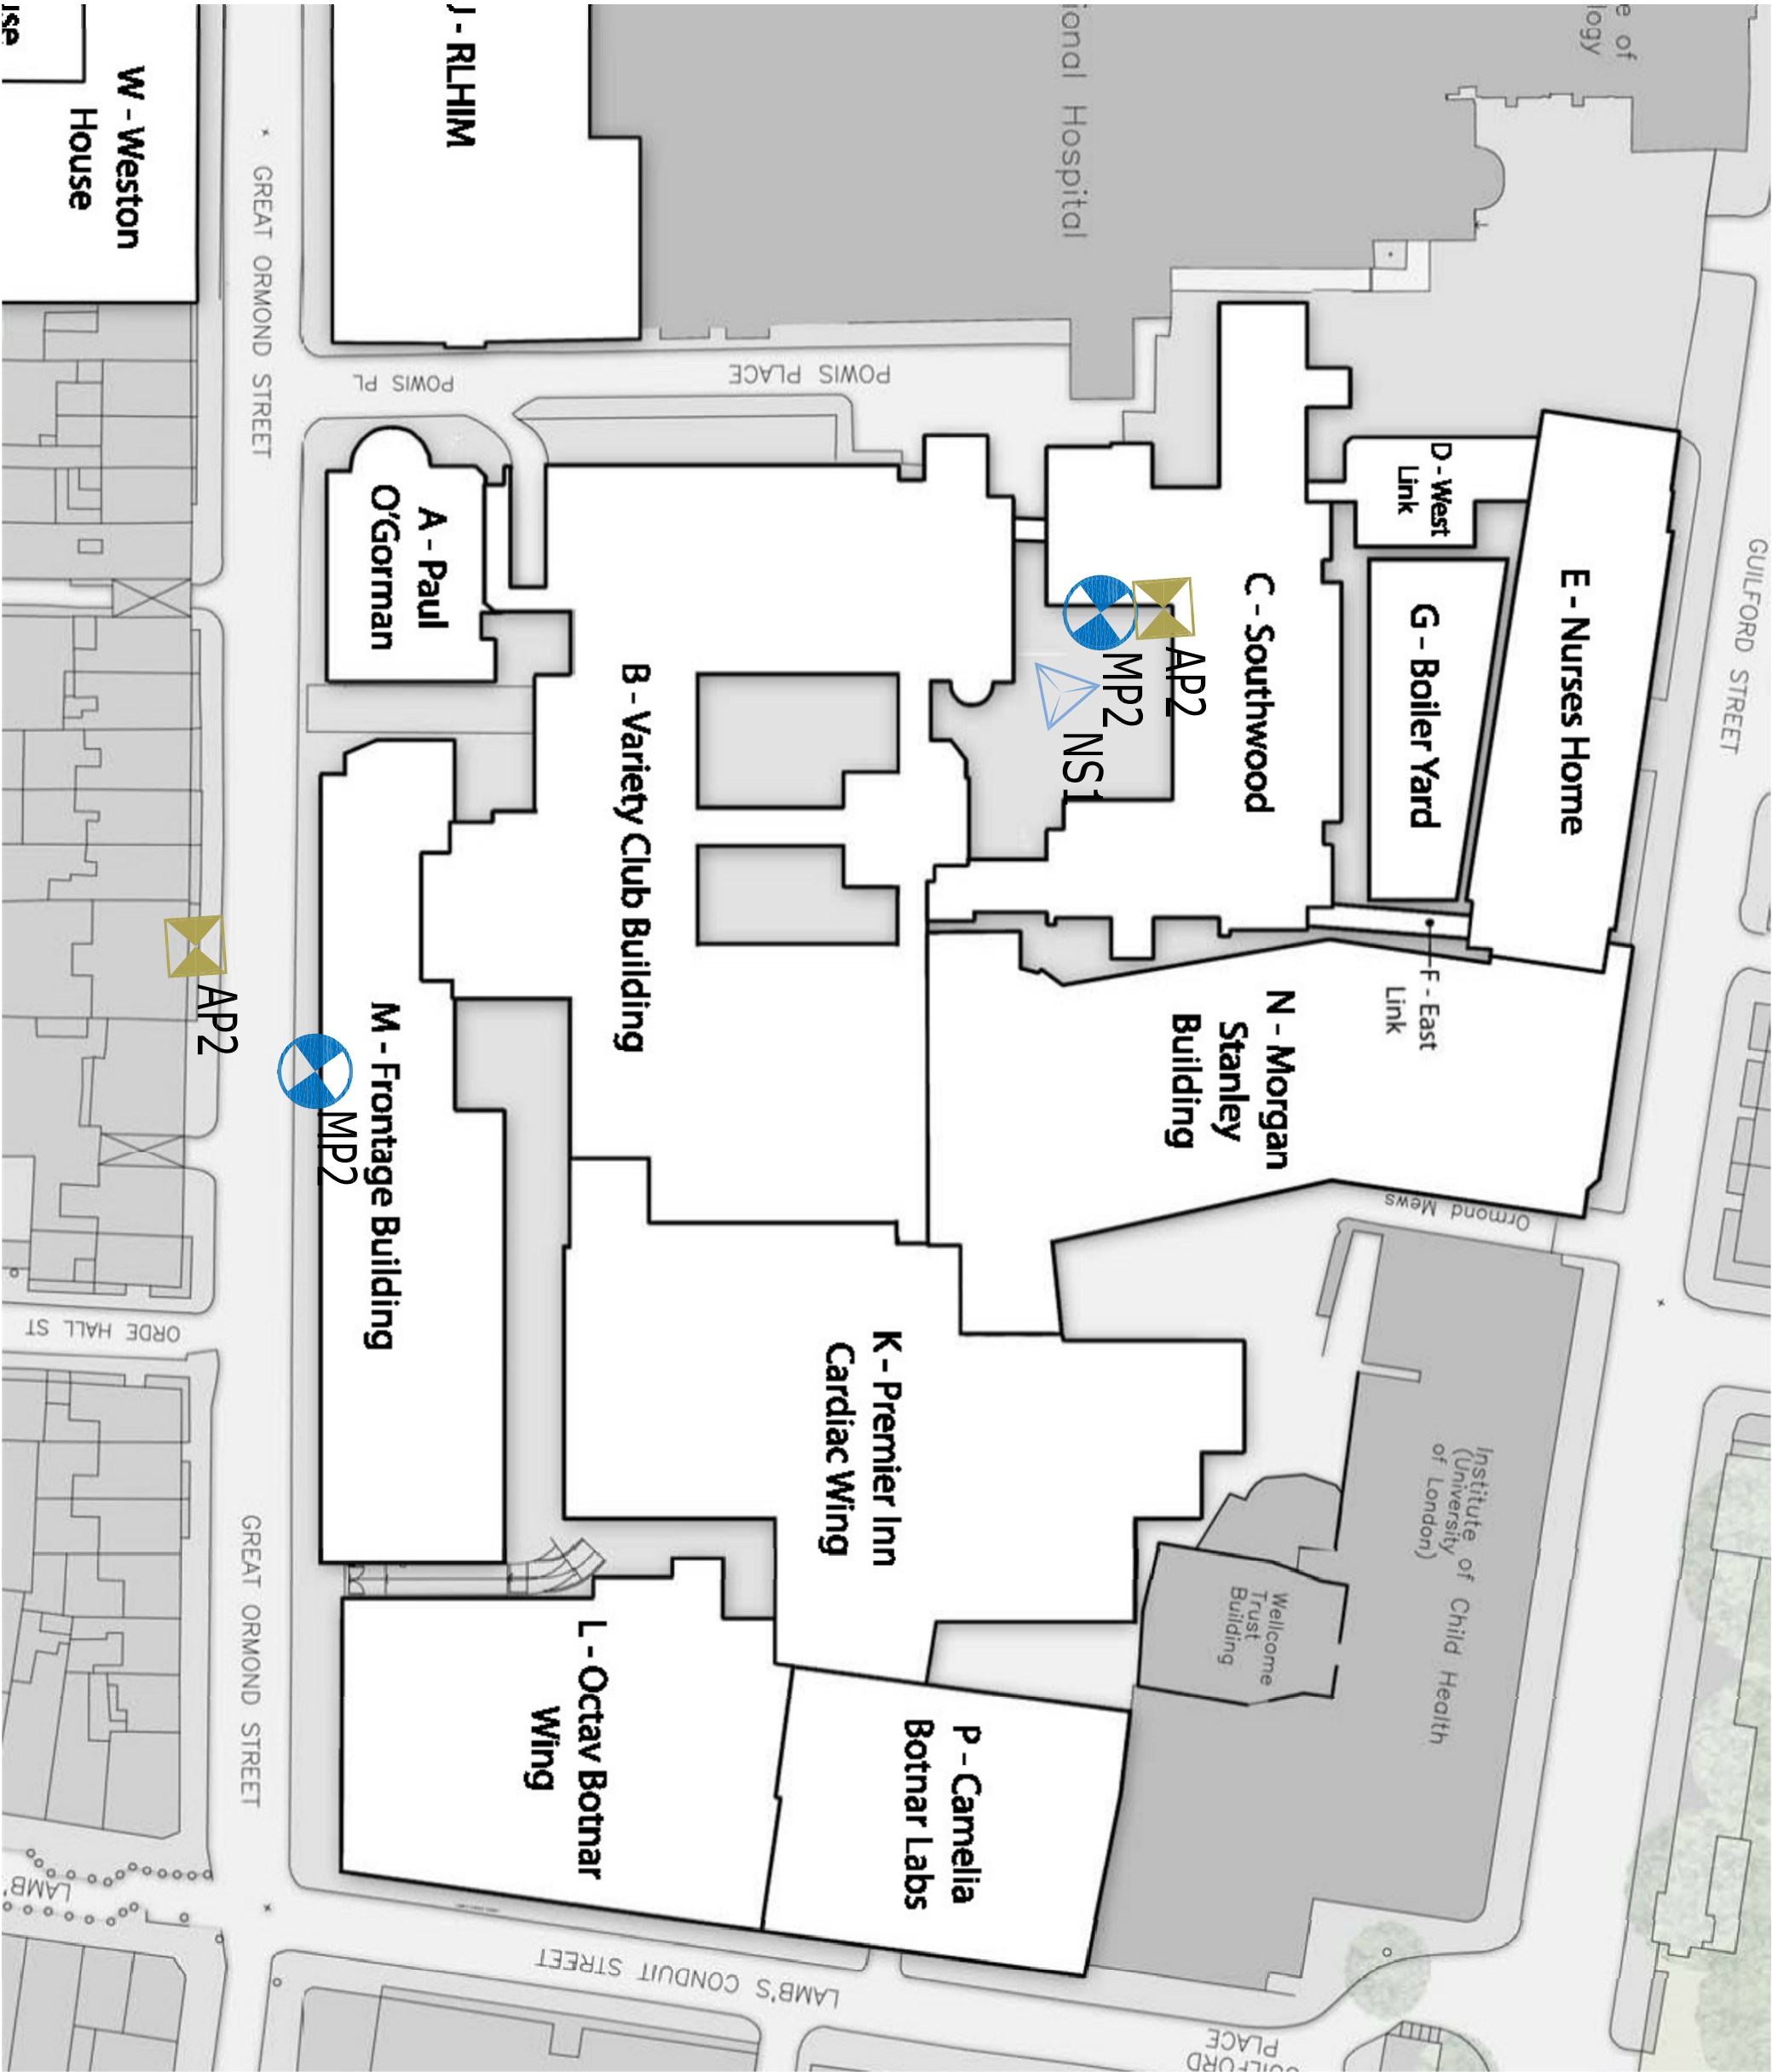 W - Weston
House
J - RLHIM
ional Hospital
e of
logy
GREAT ORMOND STREET
POWIS PL
POWIS PLACE
A - Paul
O'Gorman
B - Variety Club Building
C - Southwood
D - West
Link
G - Boiler Yard
E - Nurses Home
GUILFORD STREET
MP2
AP2
NS1
F - East
Link
AP2
MP2
M - Frontage Building
N - Morgan
Stanley
Building
Ormond Mews
ORDE HALL ST
K - Premier Inn
Cardiac Wing
Institute of Child Health
(University
of London)
Wellcome
Trust
Building
GREAT ORMOND STREET
L - Octav Botnar
Wing
P - Camelia
Botnar Labs
LAMB'S
LAMB'S CONDUIT STREET
GUILFORD
PLACE